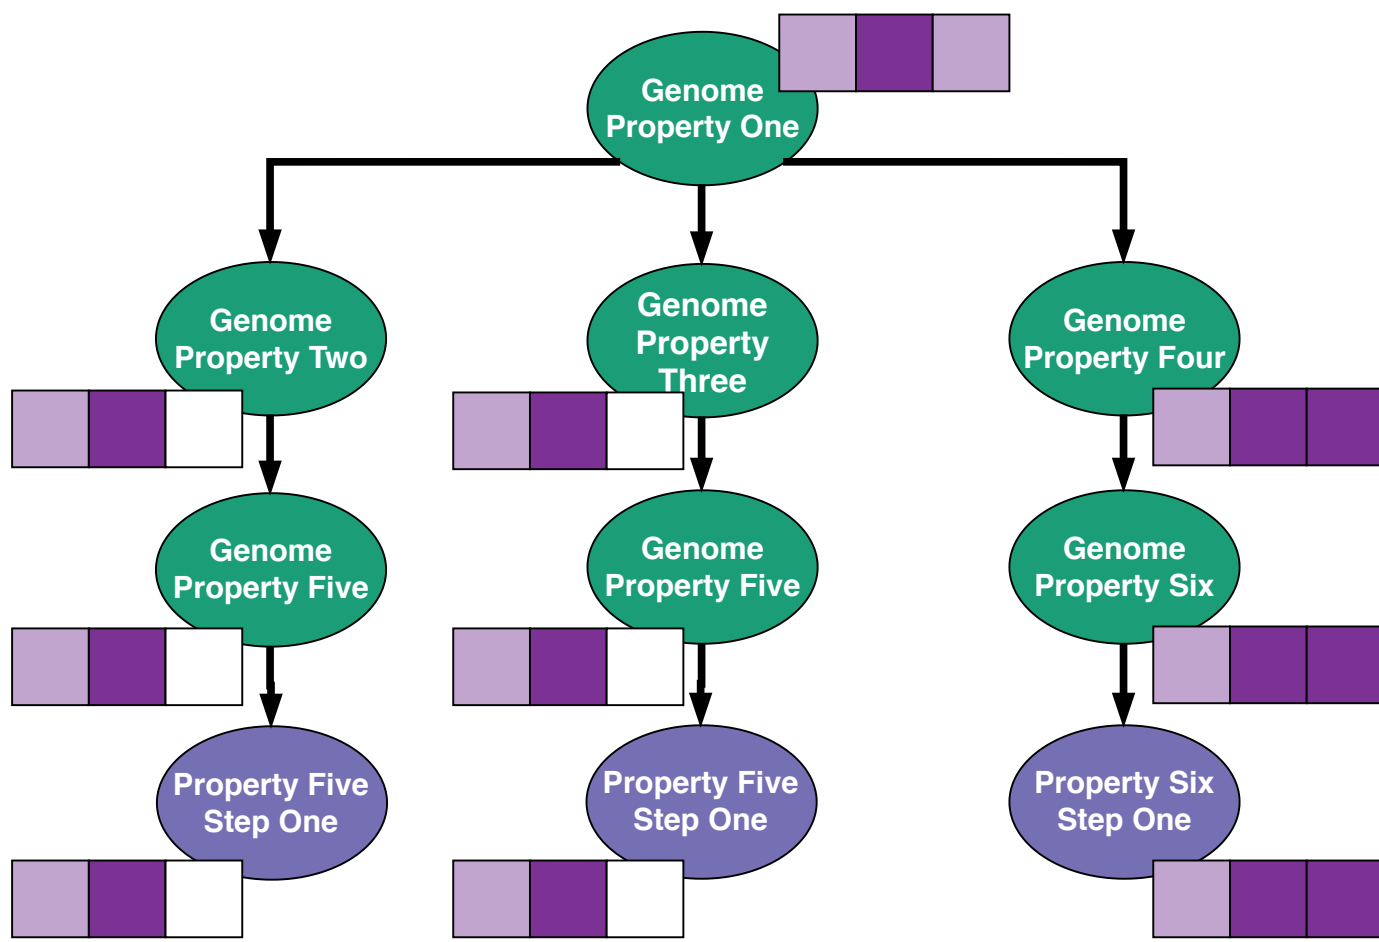 Genome
Property One
Genome
Property Two
Genome
Property
Three
Genome
Property Four
Genome
Property Five
Genome
Property Five
Genome
Property Six
Property Five
Step One
Property Five
Step One
Property Six
Step One